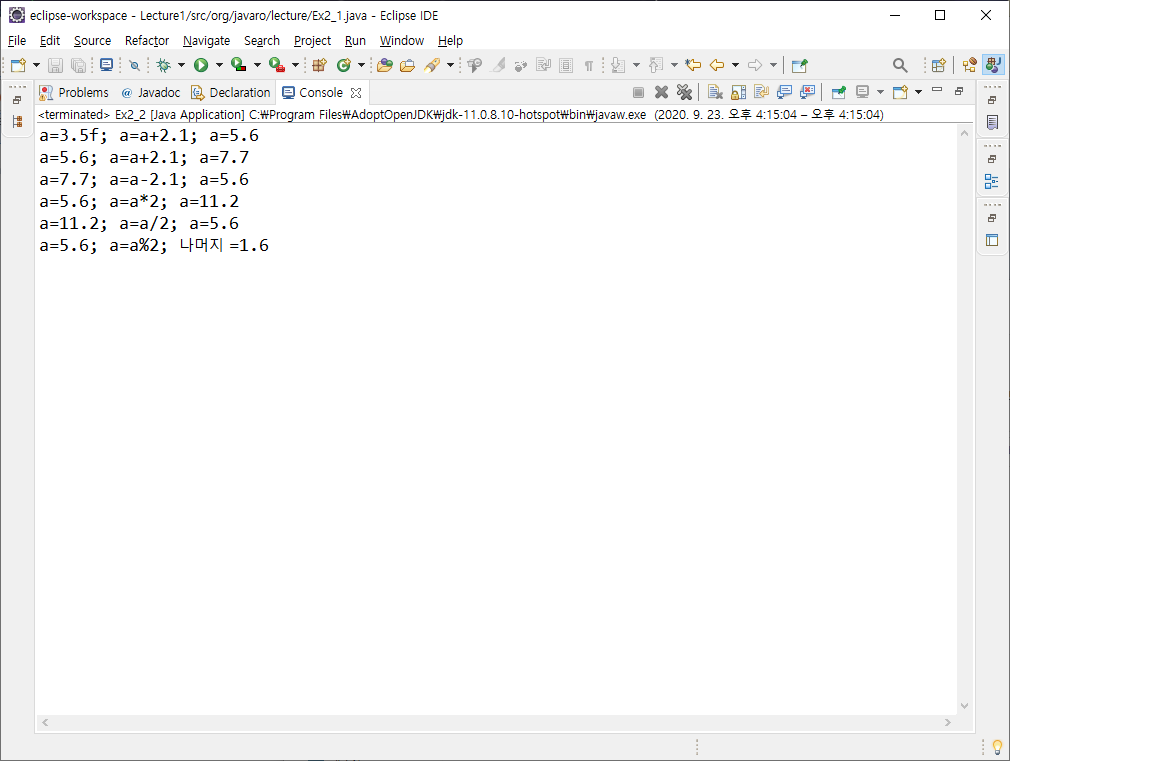 eclipse-workspace - Lecture1/src/org/javaro/lecture/Ex2_1.java - Eclipse IDE
File Edit Source Refactor Navigate Search Project Run Window Help
Problems @ Javadoc Declaration Console
<terminated> Ex2_2 [Java Application] C:₩Program Files₩AdoptOpenJDK₩jdk-11.0.8.10-hotspot₩bin₩javaw.exe (2020. 9. 23. 오후 4:15:04 – 오후 4:15:04)
a=3.5f; a=a+2.1; a=5.6
a=5.6; a=a+2.1; a=7.7
a=7.7; a=a-2.1; a=5.6
a=5.6; a=a*2; a=11.2
a=11.2; a=a/2; a=5.6
a=5.6; a=a%2; 나머지 =1.6